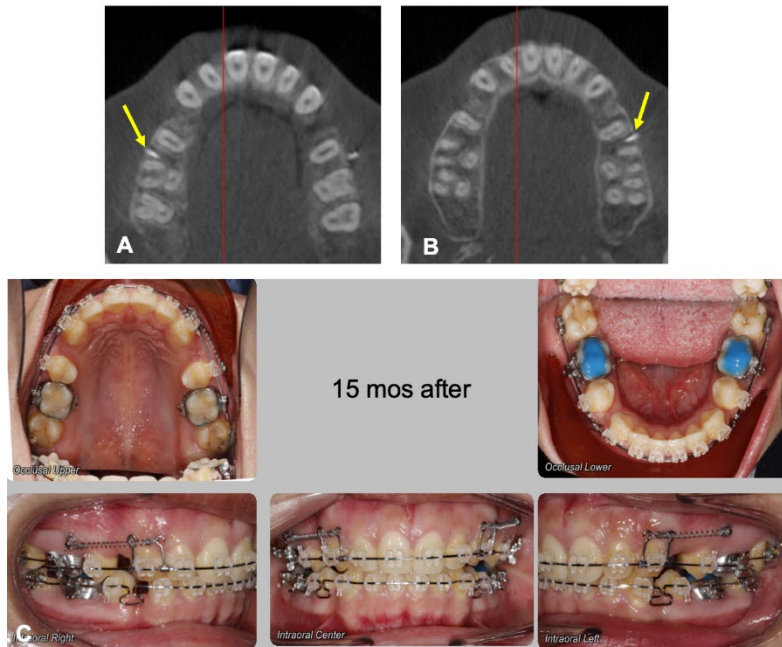 A
B
15 mos after
Occlusal Upper
Occlusal Lower
C
Intraoral Right
Intraoral Center
Intraoral Left